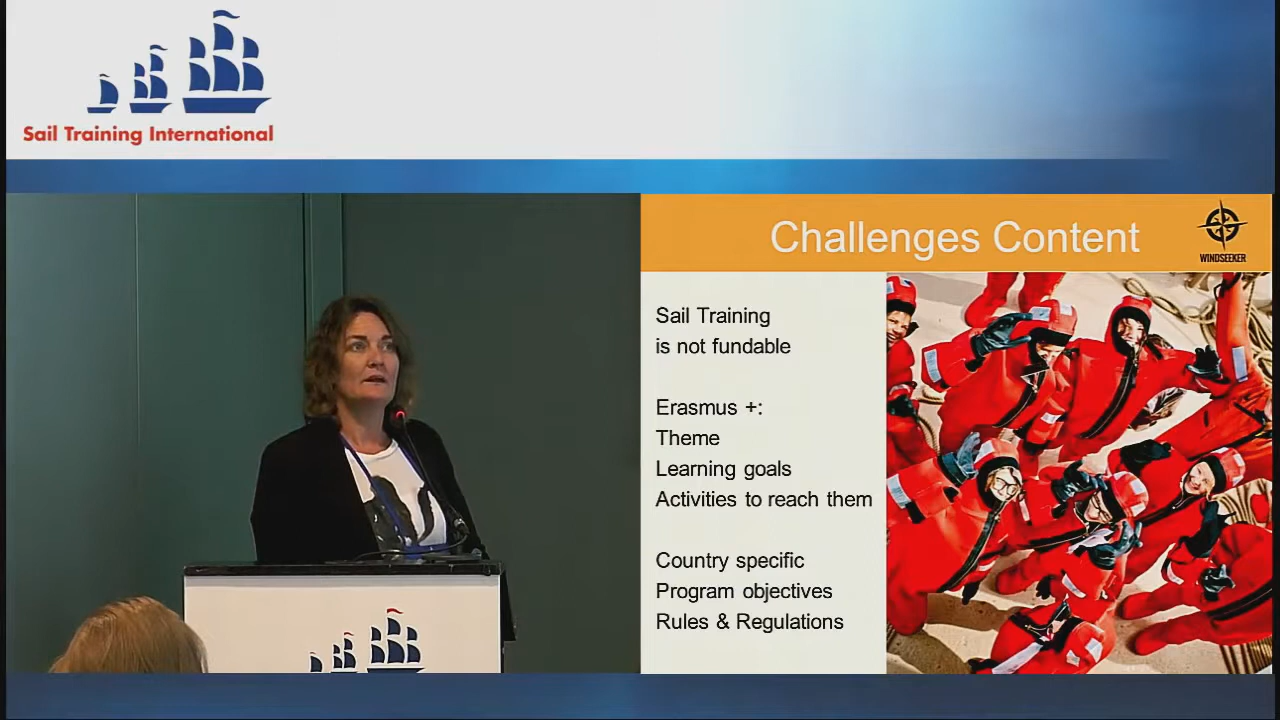 Sail Training International
Challenges Content
WINDSEEKER
Sail Training
is not fundable
Erasmus +:
Theme
Learning goals
Activities to reach them
Country specific
Program objectives
Rules & Regulations